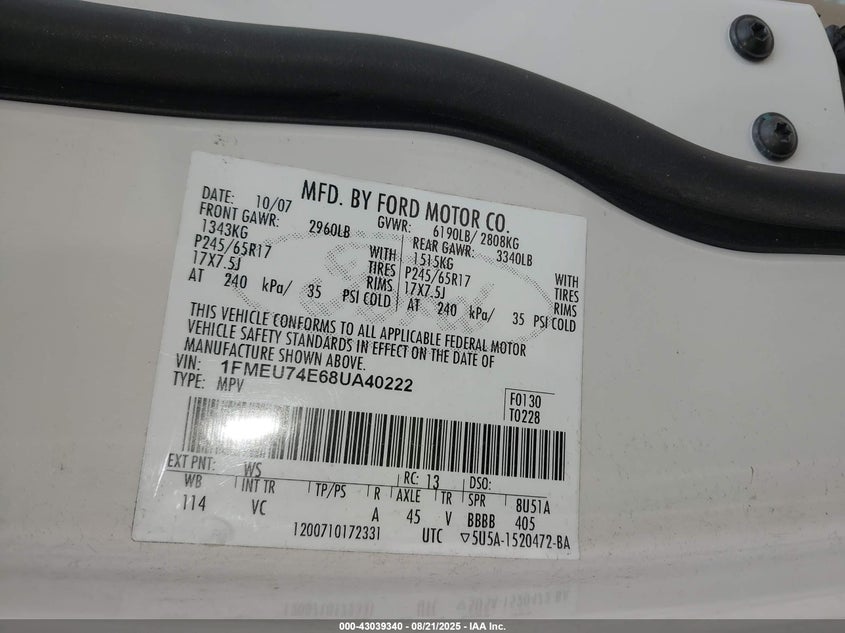 MFD. BY FORD MOTOR CO.
DATE: 10/07 GVWR: 6190LB/ 2808KG
FRONT GAWR: 2960LB REAR GAWR: 3340LB
1343KG WITH 1515KG WITH
P245/65R17 TIRES P245/65R17 TIRES
17X7.5J RIMS 17X7.5J RIMS
AT 240 kPa/ 35 PSI COLD AT 240 kPa/ 35 PSI COLD
THIS VEHICLE CONFORMS TO ALL APPLICABLE FEDERAL MOTOR
VEHICLE SAFETY STANDARDS IN EFFECT ON THE DATE OF
MANUFACTURE SHOWN ABOVE.
VIN: 1FMEU74E68UA40222
TYPE: MPV
F0130
T0228
EXT PNT: WS RC: 13 DSO:
WB INT TR TP/PS R AXLE TR SPR 8U51A
114 VC A 45 V BBBB 405
1200710172331 UTC ▽5U5A-1520472-BA
000-43039340 - 08/21/2025 - IAA Inc.